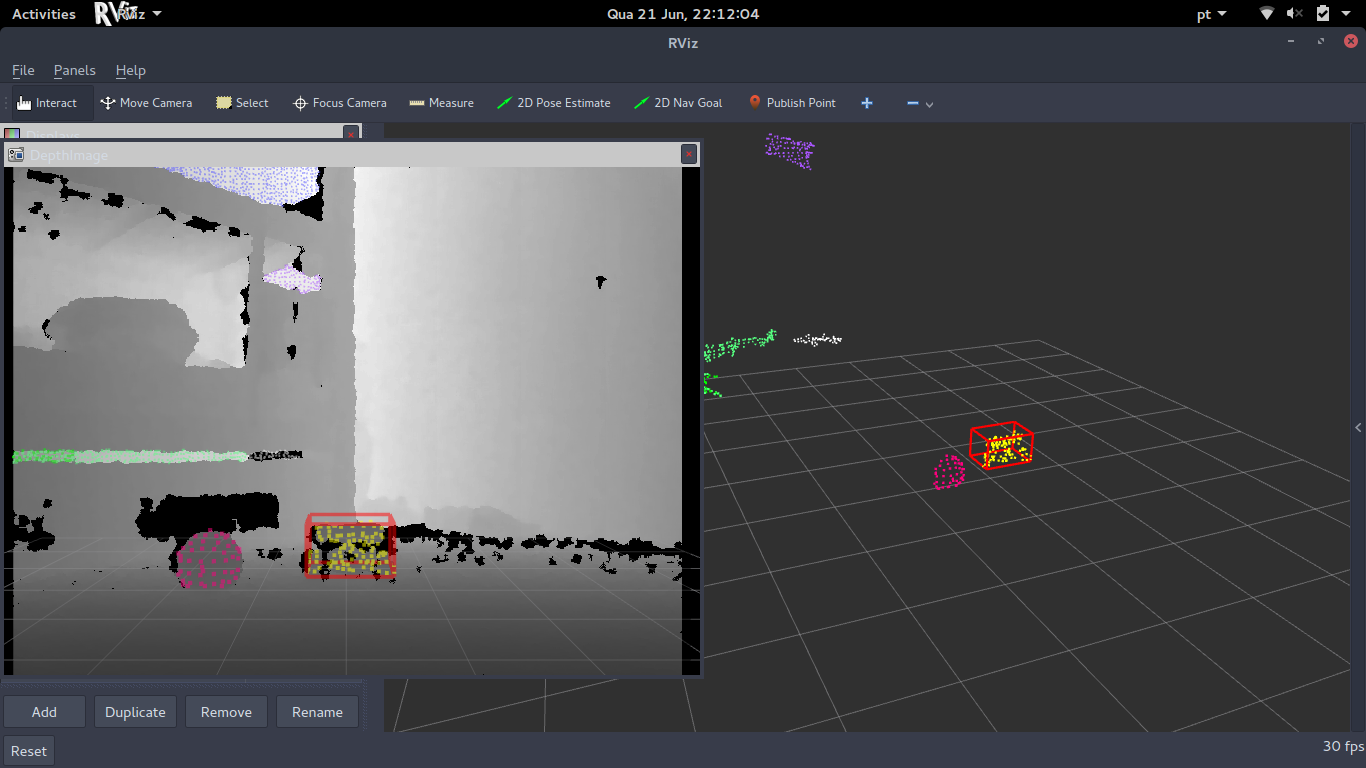 Activities RViz Qua 21 Jun, 22:12:04 pt
RViz
File Panels Help
Interact Move Camera Select Focus Camera Measure 2D Pose Estimate 2D Nav Goal Publish Point
Displays
DepthImage
Add Duplicate Remove Rename
Reset 30 fps